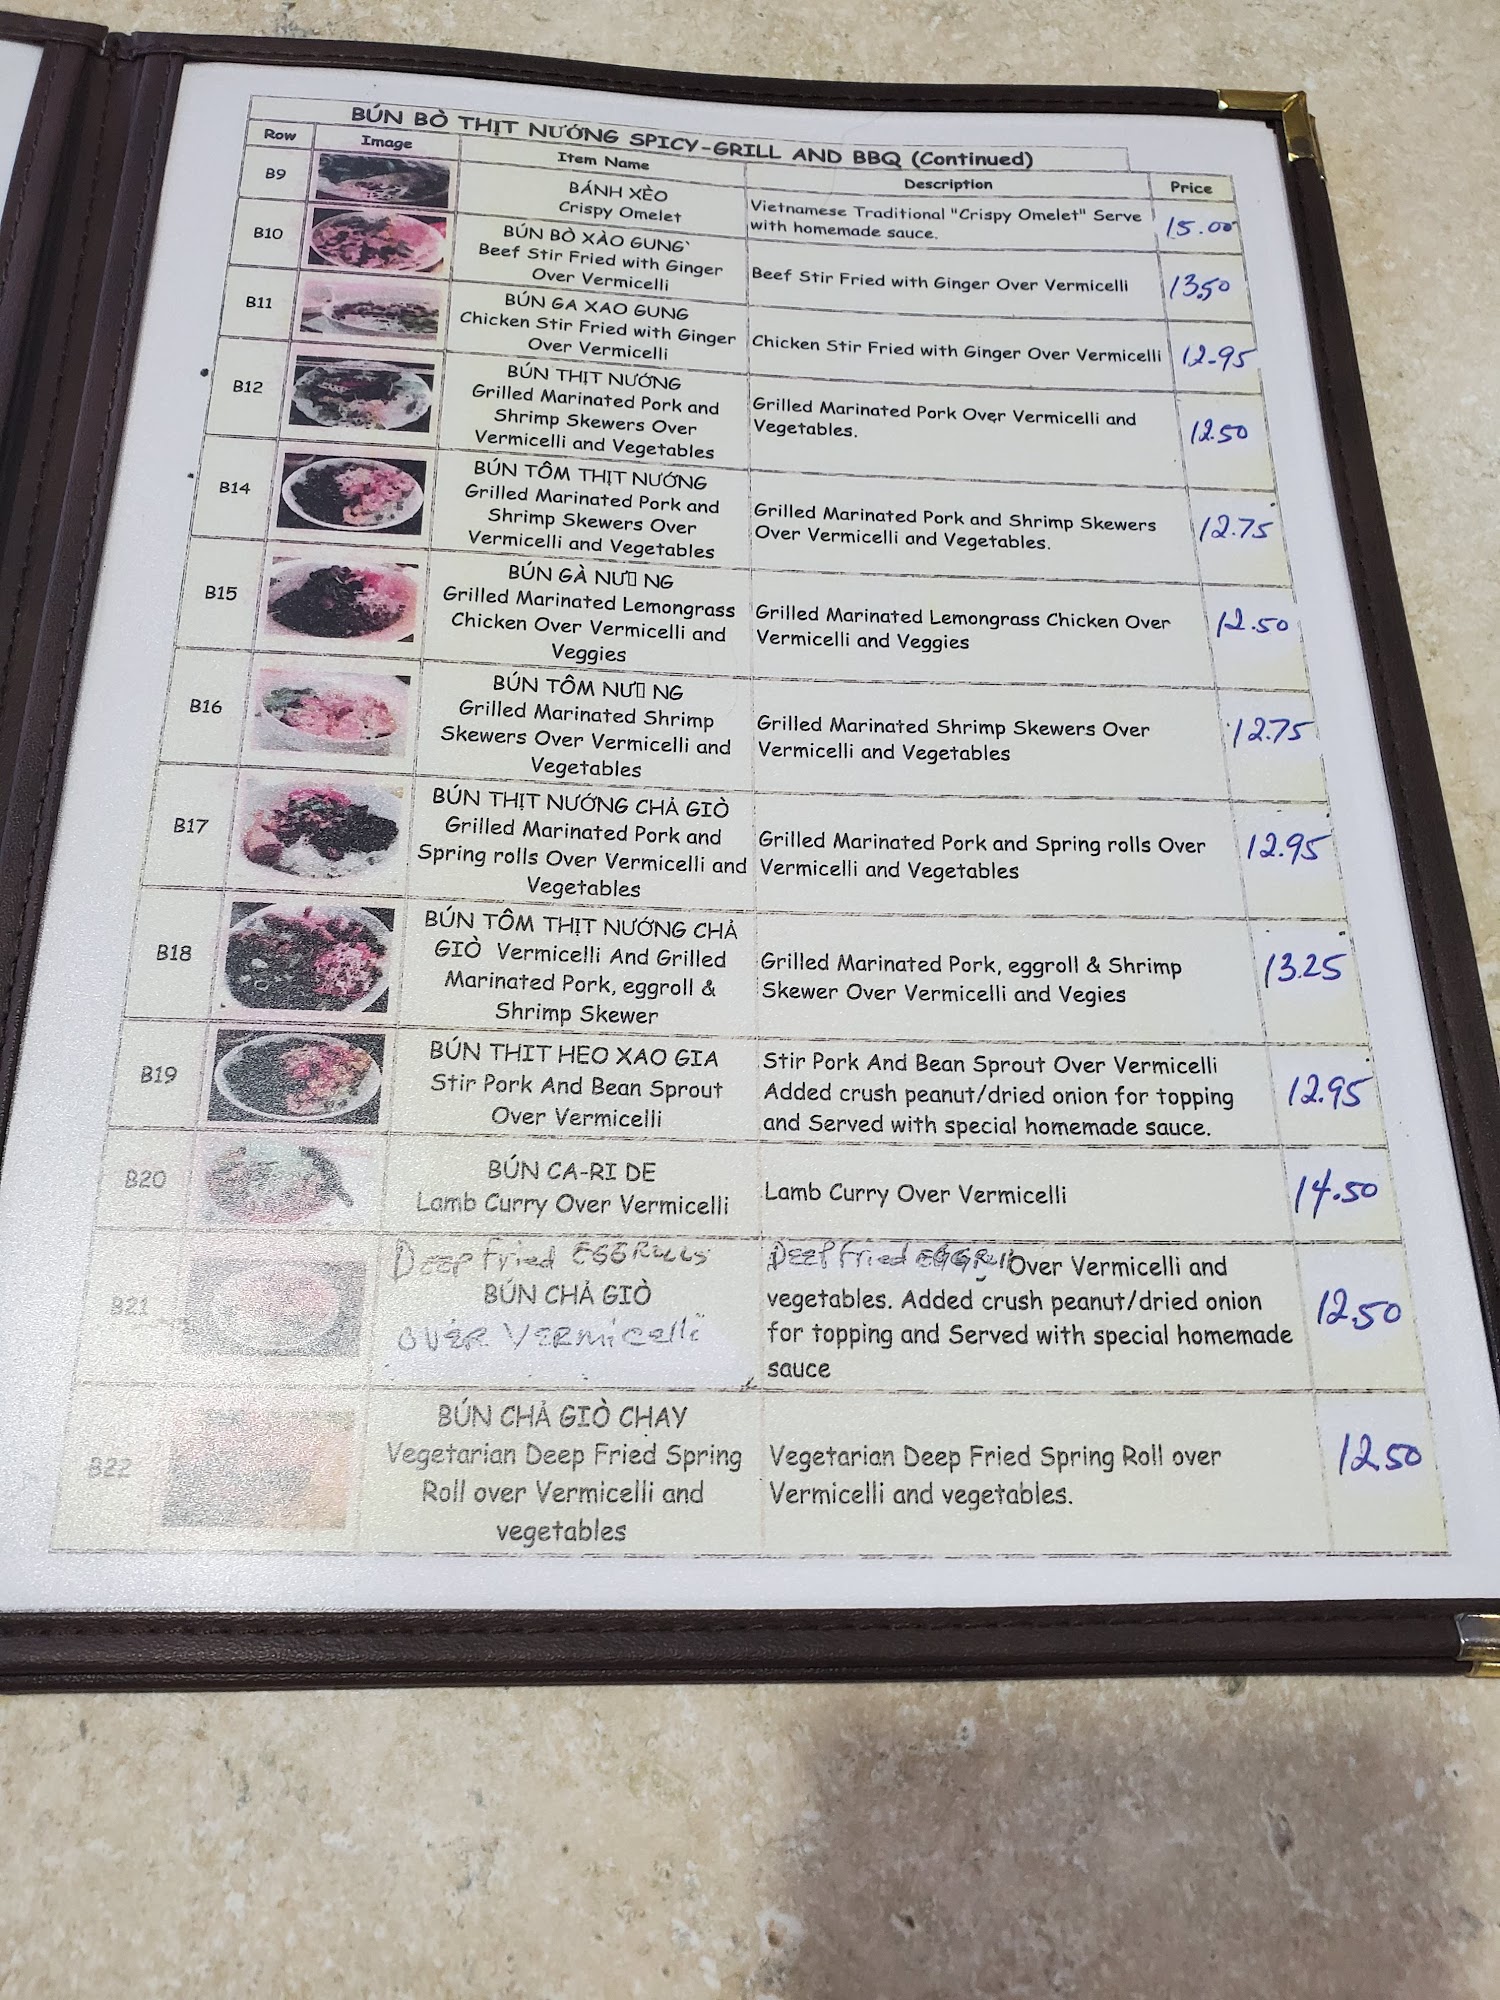 BÚN BÒ THỊT NƯỚNG SPICY-GRILL AND BBQ (Continued)
Row Image Item Name Description Price
B9
BÁNH XÈO
Crispy Omelet
Vietnamese Traditional "Crispy Omelet" Serve
with homemade sauce.
15.00
B10
BÚN BÒ XÀO GUNG`
Beef Stir Fried with Ginger
Over Vermicelli
Beef Stir Fried with Ginger Over Vermicelli
13.50
B11
BÚN GA XAO GUNG
Chicken Stir Fried with Ginger
Over Vermicelli
Chicken Stir Fried with Ginger Over Vermicelli
12.95
B12
BÚN THỊT NƯỚNG
Grilled Marinated Pork and
Shrimp Skewers Over
Vermicelli and Vegetables
Grilled Marinated Pork Over Vermicelli and
Vegetables.
12.50
B14
BÚN TÔM THỊT NƯỚNG
Grilled Marinated Pork and
Shrimp Skewers Over
Vermicelli and Vegetables
Grilled Marinated Pork and Shrimp Skewers
Over Vermicelli and Vegetables.
12.75
B15
BÚN GÀ NƯ▯NG
Grilled Marinated Lemongrass
Chicken Over Vermicelli and
Veggies
Grilled Marinated Lemongrass Chicken Over
Vermicelli and Veggies
12.50
B16
BÚN TÔM NƯ▯NG
Grilled Marinated Shrimp
Skewers Over Vermicelli and
Vegetables
Grilled Marinated Shrimp Skewers Over
Vermicelli and Vegetables
12.75
B17
BÚN THỊT NƯỚNG CHẢ GIÒ
Grilled Marinated Pork and
Spring rolls Over Vermicelli and
Vegetables
Grilled Marinated Pork and Spring rolls Over
Vermicelli and Vegetables
12.95
B18
BÚN TÔM THỊT NƯỚNG CHẢ
GIÒ Vermicelli And Grilled
Marinated Pork, eggroll &
Shrimp Skewer
Grilled Marinated Pork, eggroll & Shrimp
Skewer Over Vermicelli and Vegies
13.25
B19
BÚN THIT HEO XAO GIA
Stir Pork And Bean Sprout
Over Vermicelli
Stir Pork And Bean Sprout Over Vermicelli
Added crush peanut/dried onion for topping
and Served with special homemade sauce.
12.95
B20
BÚN CA-RI DE
Lamb Curry Over Vermicelli
Lamb Curry Over Vermicelli
14.50
B21
DEEP Fried EGG Rolls
BÚN CHẢ GIÒ
OVER VERMicelli
DEEP Fried Over Vermicelli and
vegetables. Added crush peanut/dried onion
for topping and Served with special homemade
sauce
12.50
B22
BÚN CHẢ GIÒ CHAY
Vegetarian Deep Fried Spring
Roll over Vermicelli and
vegetables
Vegetarian Deep Fried Spring Roll over
Vermicelli and vegetables.
12.50